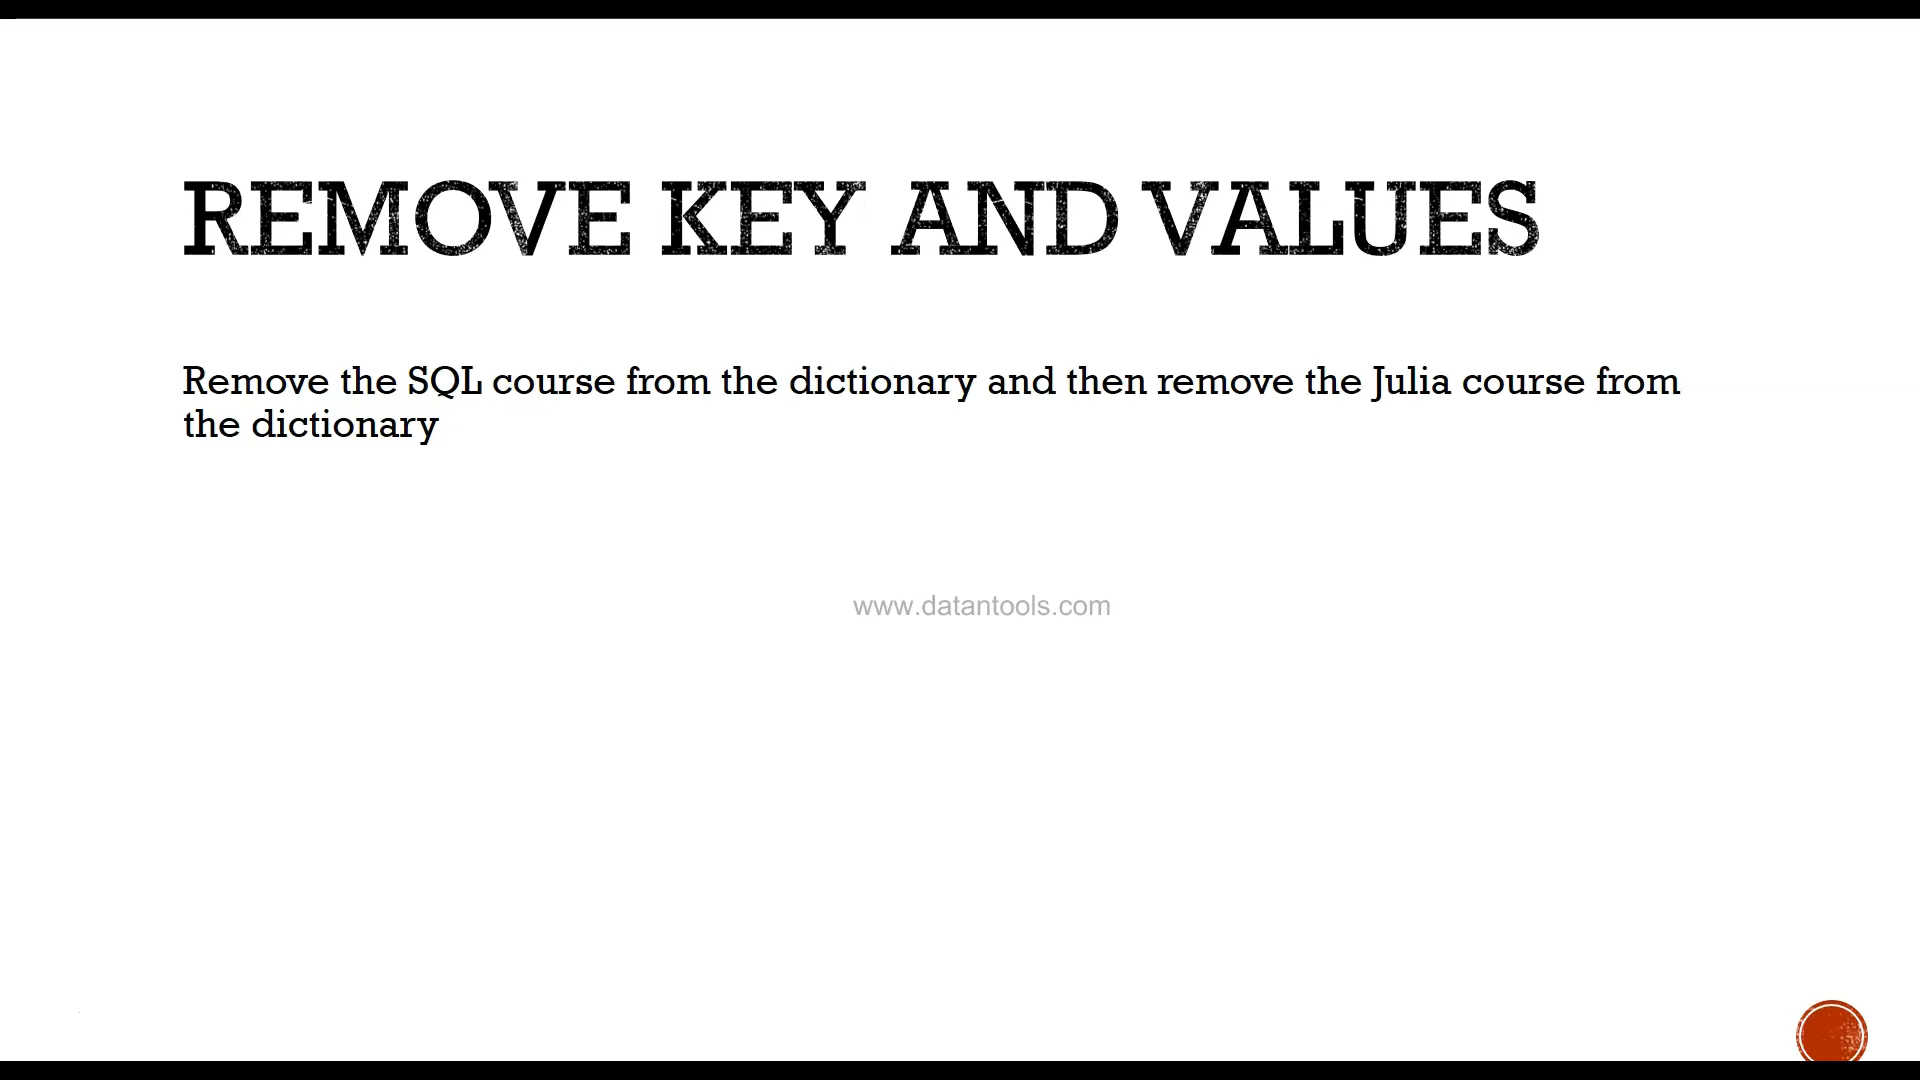 REMOVE KEY AND VALUES
Remove the SQL course from the dictionary and then remove the Julia course from
the dictionary
www.datantools.com